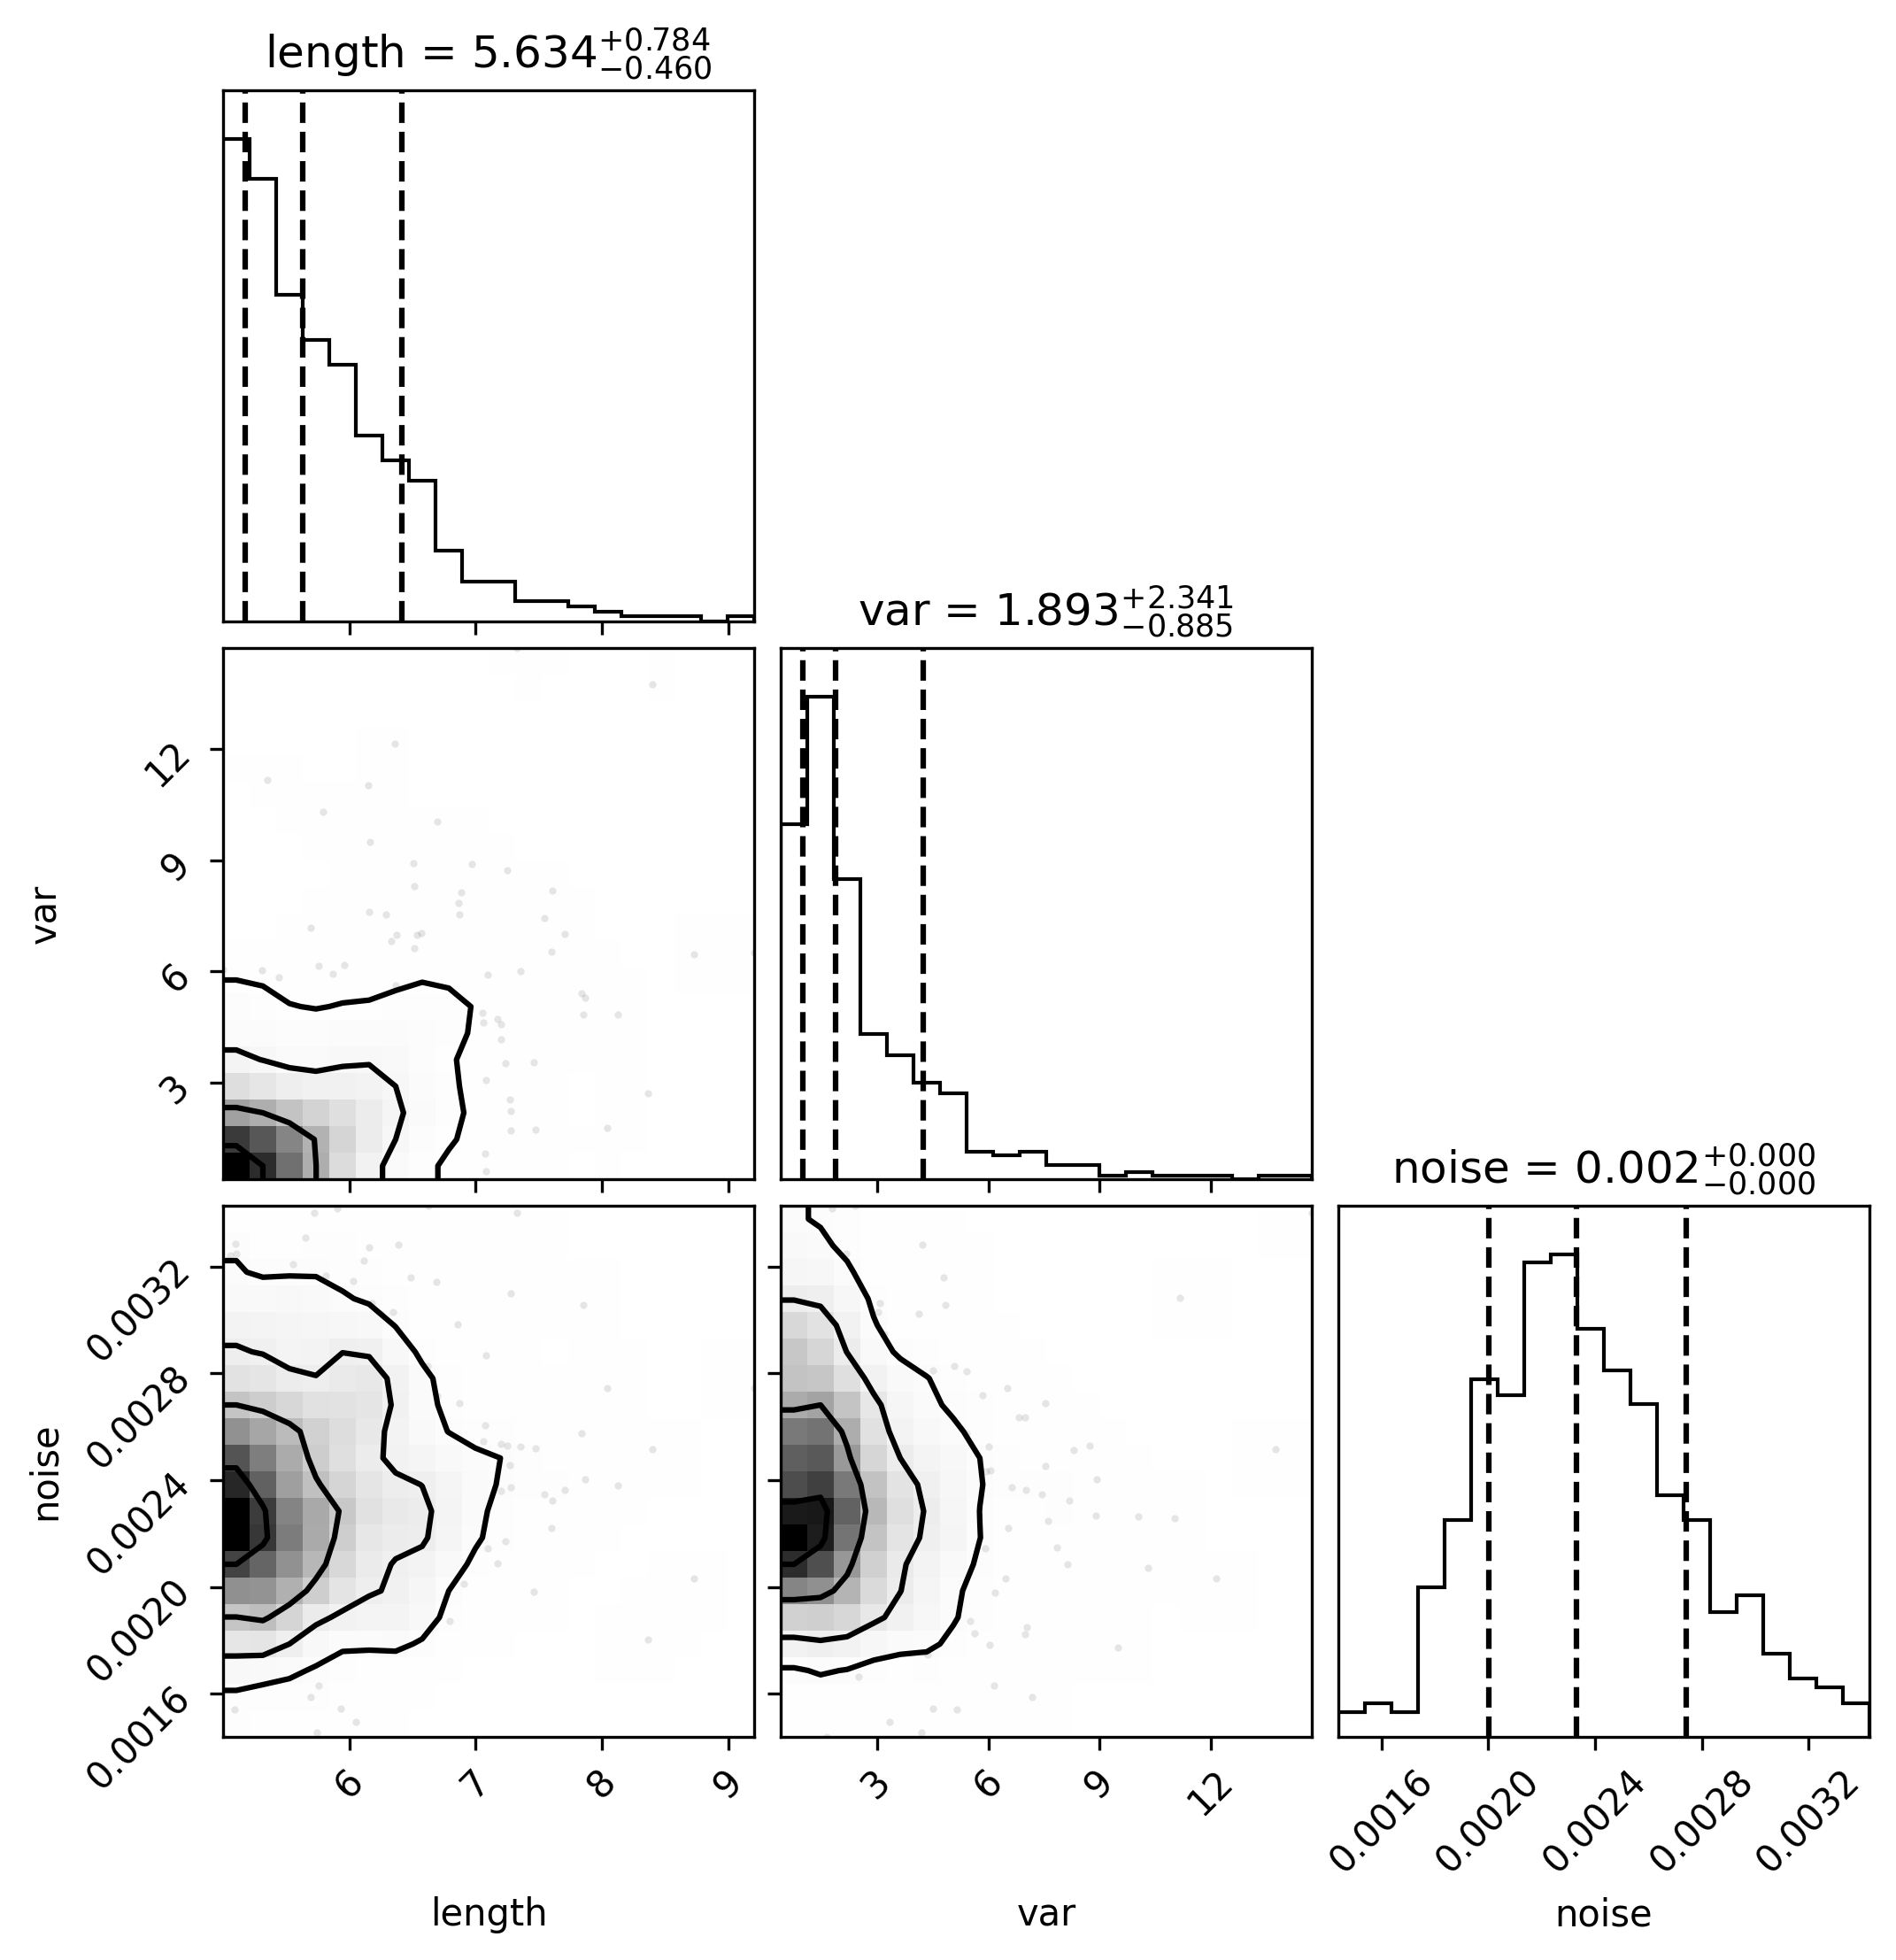 length = 5.634 +0.784 −0.460
var = 1.893 +2.341 −0.885
12
9
6
3
var
noise = 0.002 +0.000 −0.000
0.0032
0.0028
0.0024
0.0020
0.0016
noise
6 7 8 9
3 6 9 12
0.0016 0.0020 0.0024 0.0028 0.0032
length var noise